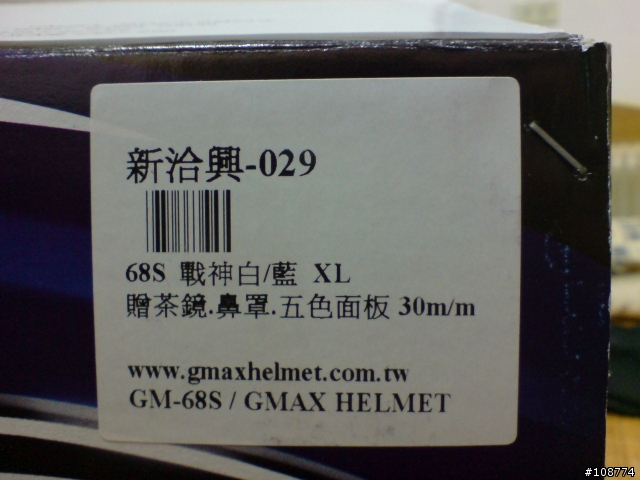 新洽興-029
68S 戰神白/藍 XL
贈茶鏡.鼻罩.五色面板 30m/m
www.gmaxhelmet.com.tw
GM-68S / GMAX HELMET
#108774